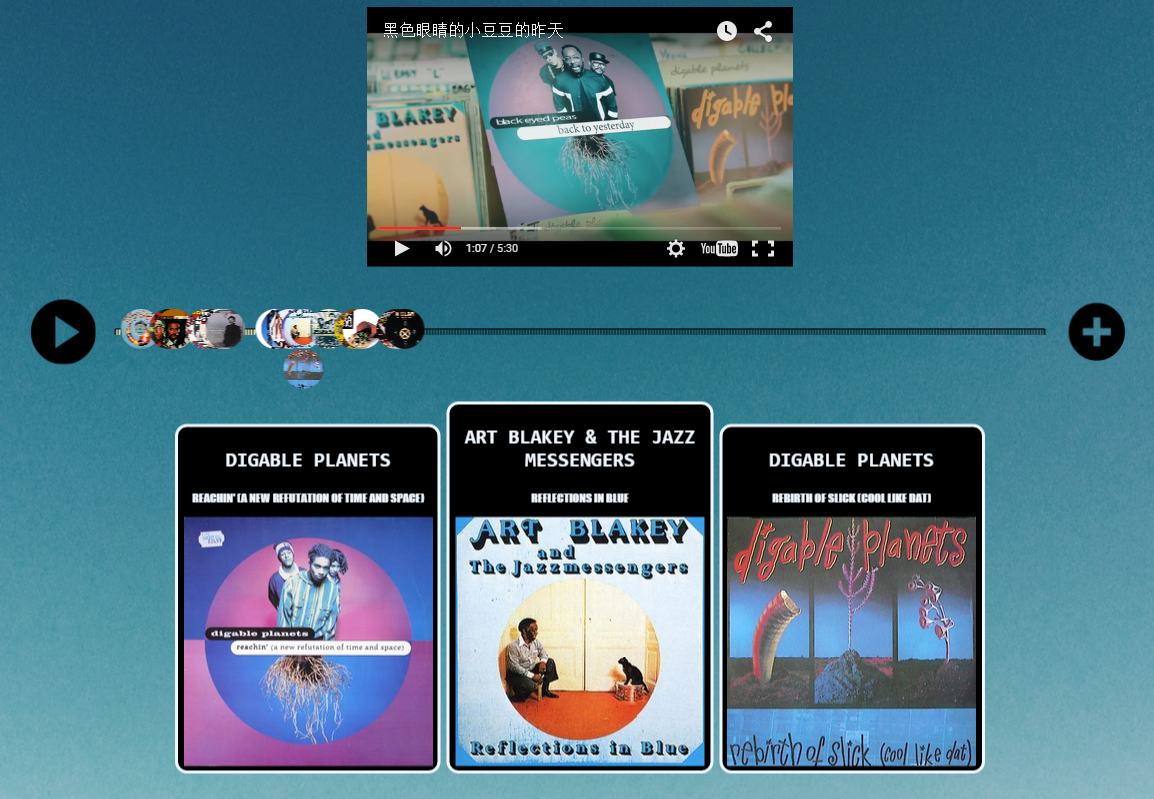 黑色眼睛的小豆豆的昨天
BLAKEY
black eyed peas
back to yesterday
digable planets
digable pla
1:07 / 5:30
YouTube
DIGABLE PLANETS
REACHIN' (A NEW REFUTATION OF TIME AND SPACE)
digable planets
reachin' (a new refutation of time and space)
ART BLAKEY & THE JAZZ
MESSENGERS
REFLECTIONS IN BLUE
ART BLAKEY
and
The Jazzmessengers
Reflections in Blue
DIGABLE PLANETS
REBIRTH OF SLICK (COOL LIKE DAT)
digable planets
rebirth of slick (cool like dat)